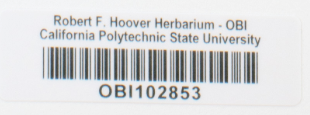 Robert F. Hoover Herbarium - OBI
California Polytechnic State University
OBI102853